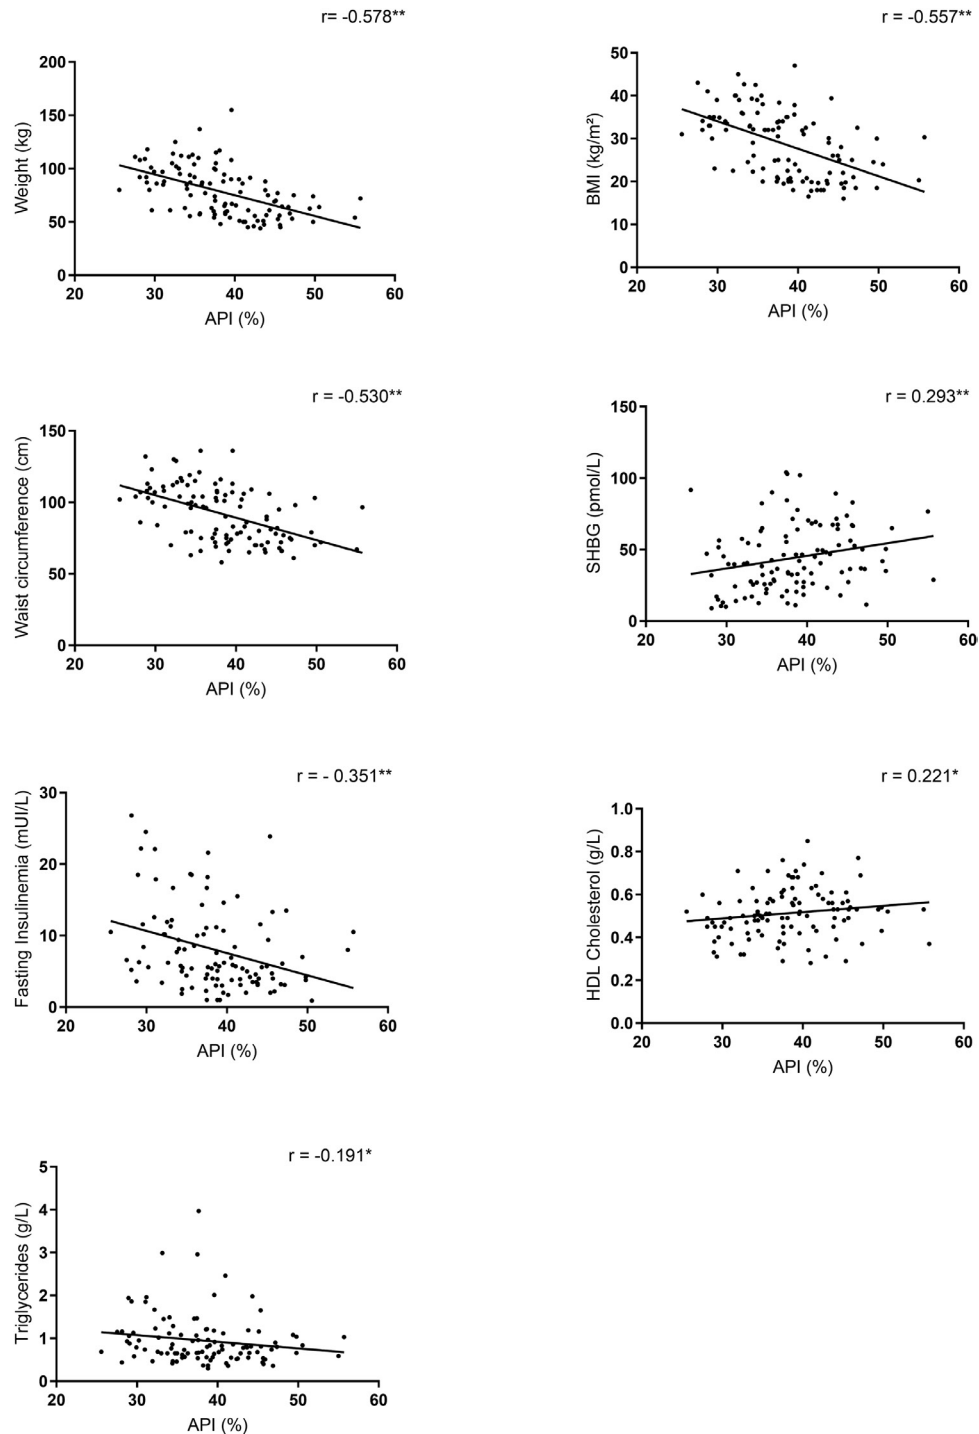 r= -0.578**
200
150
100
50
0
Weight (kg)
20 30 40 50 60
API (%)
r = -0.557**
50
40
30
20
10
0
BMI (kg/m²)
20 30 40 50 60
API (%)
r = -0.530**
150
100
50
0
Waist circumference (cm)
20 30 40 50 60
API (%)
r = 0.293**
150
100
50
0
SHBG (pmol/L)
20 30 40 50 60
API (%)
r = - 0.351**
30
20
10
0
Fasting Insulinemia (mUI/L)
20 30 40 50 60
API (%)
r = 0.221*
1.0
0.8
0.6
0.4
0.2
0.0
HDL Cholesterol (g/L)
20 30 40 50 60
API (%)
r = -0.191*
5
4
3
2
1
0
Triglycerides (g/L)
20 30 40 50 60
API (%)